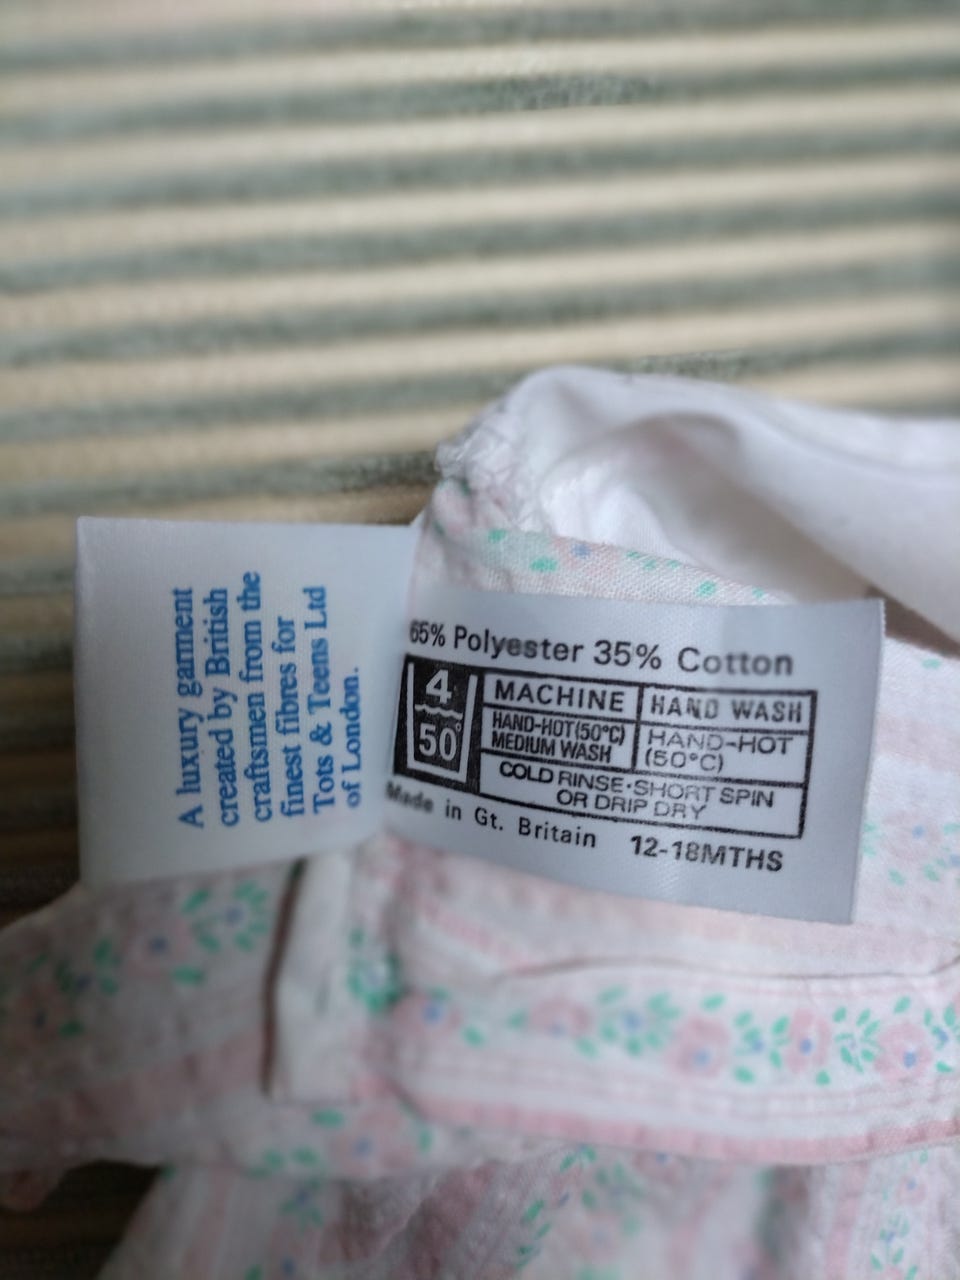 A luxury garment
created by British
craftsmen from the
finest fibres for
Tots & Teens Ltd
of London.
65% Polyester 35% Cotton
4
50
MACHINE
HAND-HOT(50°C)
MEDIUM WASH
HAND WASH
HAND-HOT
(50°C)
COLD RINSE·SHORT SPIN
OR DRIP DRY
Made in Gt. Britain 12-18MTHS